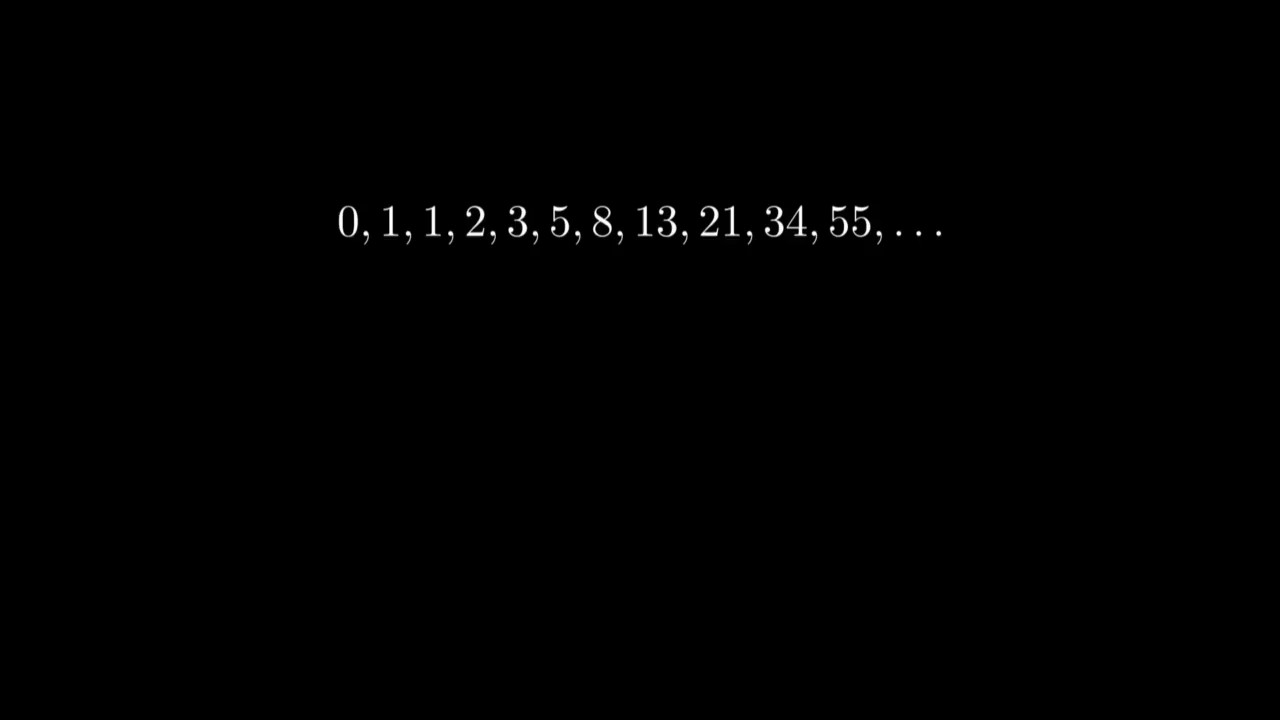 0, 1, 1, 2, 3, 5, 8, 13, 21, 34, 55, . . .